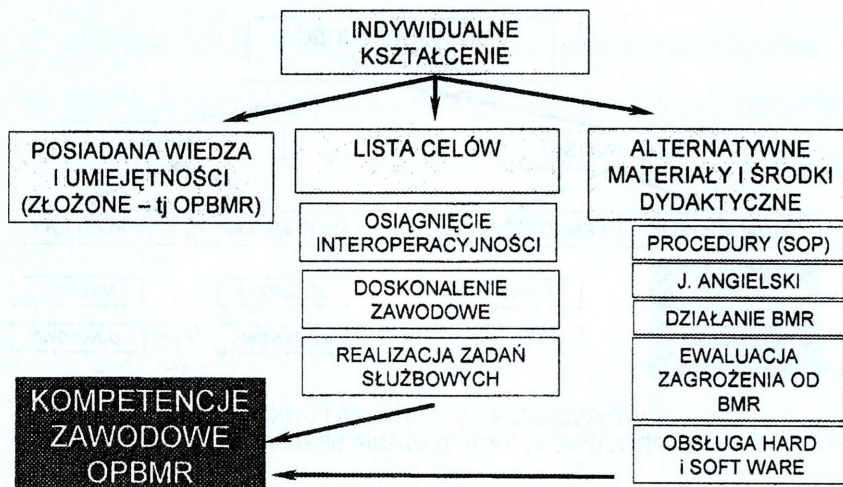 INDYWIDUALNE
KSZTAŁCENIE
POSIADANA WIEDZA
I UMIEJĘTNOŚCI
(ZŁOŻONE – tj OPBMR)
LISTA CELÓW
OSIĄGNIĘCIE
INTEROPERACYJNOŚCI
DOSKONALENIE
ZAWODOWE
REALIZACJA ZADAŃ
SŁUŻBOWYCH
ALTERNATYWNE
MATERIAŁY I ŚRODKI
DYDAKTYCZNE
PROCEDURY (SOP)
J. ANGIELSKI
DZIAŁANIE BMR
EWALUACJA
ZAGROŻENIA OD
BMR
OBSŁUGA HARD
i SOFT WARE
KOMPETENCJE
ZAWODOWE
OPBMR